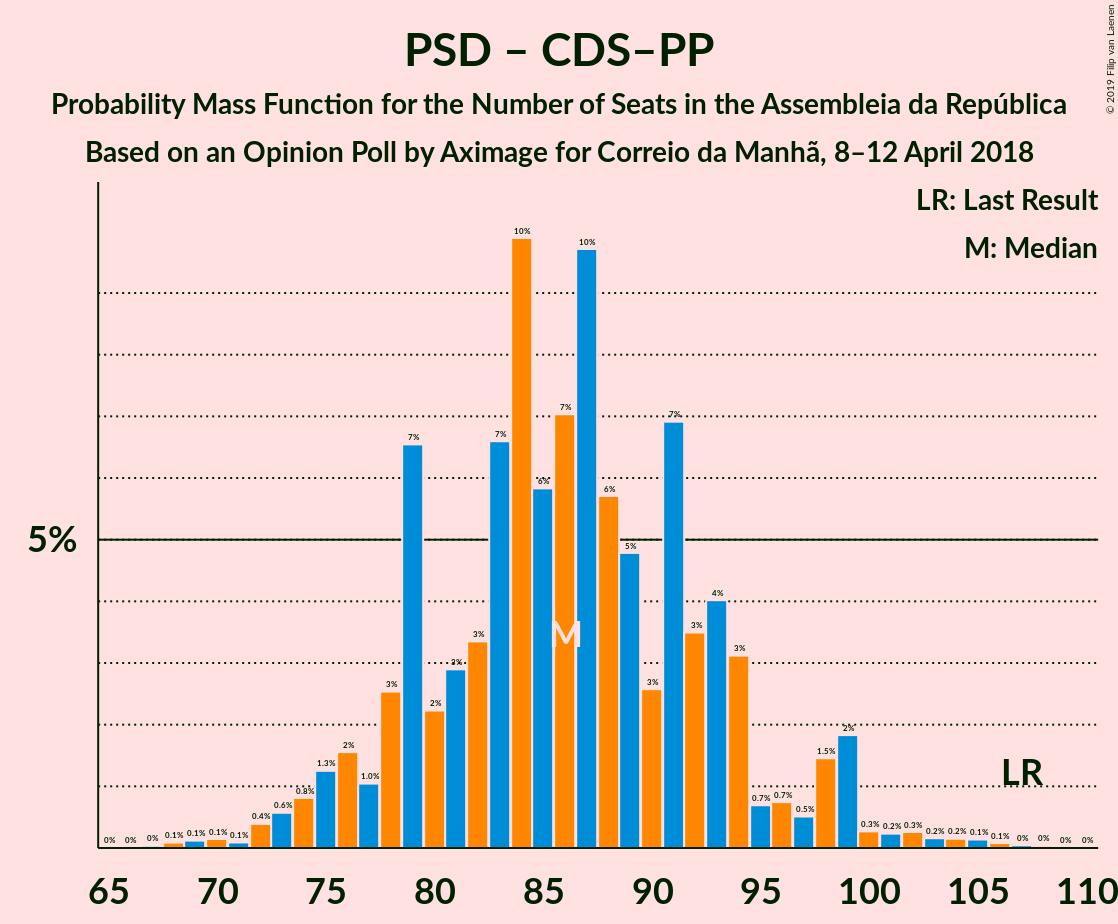 PSD – CDS–PP
Probability Mass Function for the Number of Seats in the Assembleia da República
Based on an Opinion Poll by Aximage for Correio da Manhã, 8–12 April 2018
© 2019 Filip van Laenen
LR: Last Result
M: Median
5%
0% 0% 0% 0.1% 0.1% 0.1% 0.1% 0.4% 0.6% 0.8% 1.3% 2% 1.0% 3% 7% 2% 3% 3% 7% 10% 6% 7% 10% 6% 5% 3% 7% 3% 4% 3% 0.7% 0.7% 0.5% 1.5% 2% 0.3% 0.2% 0.3% 0.2% 0.2% 0.1% 0.1% 0% 0% 0% 0%
M
LR
65 70 75 80 85 90 95 100 105 110